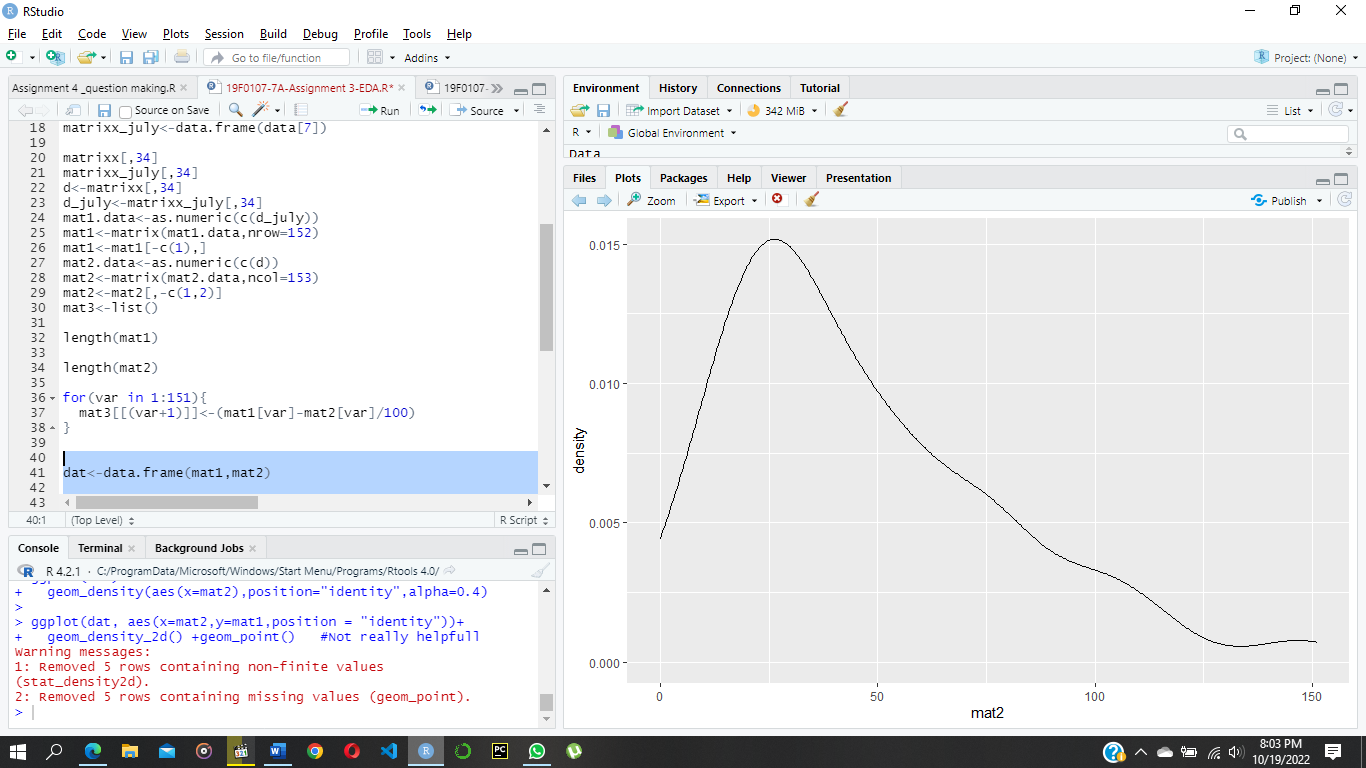 RStudio
File Edit Code View Plots Session Build Debug Profile Tools Help
Go to file/function Addins Project: (None)
Assignment 4 _question making.R 19F0107-7A-Assignment 3-EDA.R* 19F0107-
Source on Save Run Source
18 matrixx_july<-data.frame(data[7])
19
20 matrixx[,34]
21 matrixx_july[,34]
22 d<-matrixx[,34]
23 d_july<-matrixx_july[,34]
24 mat1.data<-as.numeric(c(d_july))
25 mat1<-matrix(mat1.data,nrow=152)
26 mat1<-mat1[-c(1),]
27 mat2.data<-as.numeric(c(d))
28 mat2<-matrix(mat2.data,ncol=153)
29 mat2<-mat2[,-c(1,2)]
30 mat3<-list()
31
32 length(mat1)
33
34 length(mat2)
35
36 for(var in 1:151){
37 mat3[[(var+1)]]<-(mat1[var]-mat2[var]/100)
38 }
39
40
41 dat<-data.frame(mat1,mat2)
42
43
40:1 (Top Level) R Script
Console Terminal Background Jobs
R 4.2.1 · C:/ProgramData/Microsoft/Windows/Start Menu/Programs/Rtools 4.0/
+ geom_density(aes(x=mat2),position="identity",alpha=0.4)
>
> ggplot(dat, aes(x=mat2,y=mat1,position = "identity"))+
+ geom_density_2d() +geom_point() #Not really helpfull
Warning messages:
1: Removed 5 rows containing non-finite values
(stat_density2d).
2: Removed 5 rows containing missing values (geom_point).
>
Environment History Connections Tutorial
Import Dataset 342 MiB List
R Global Environment
Data
Files Plots Packages Help Viewer Presentation
Zoom Export Publish
0.015
0.010
0.005
0.000
density
0 50 100 150
mat2
8:03 PM
10/19/2022